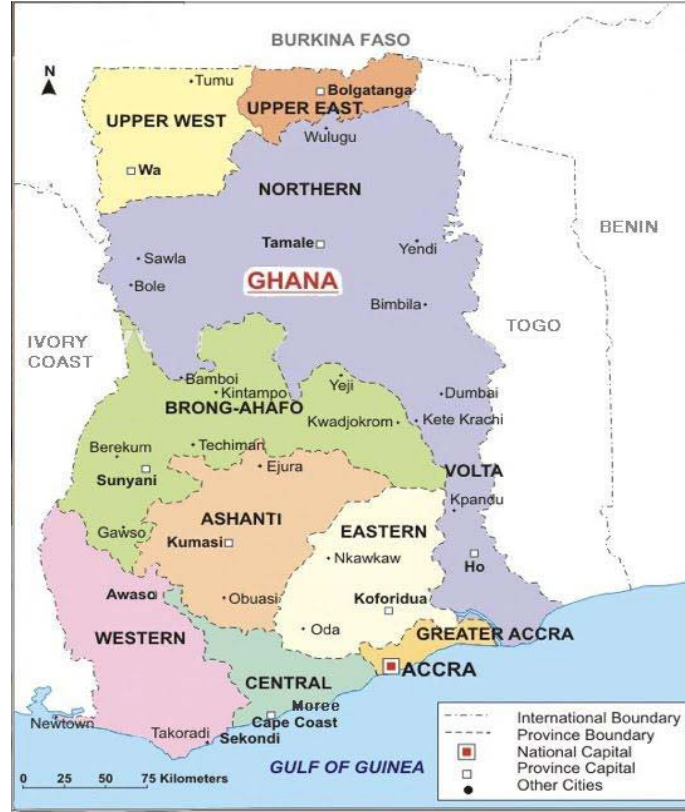 BURKINA FASO
N
Tumu
Bolgatanga
UPPER EAST
UPPER WEST
Wulugu
Wa
NORTHERN
BENIN
Tamale
Yendi
Sawla
GHANA
Bole
Bimbila
TOGO
IVORY
COAST
Bamboi
Yeji
Kintampo
Dumbai
BRONG-AHAFO
Kwadjokrom
Kete Krachi
Berekum
Techiman
Ejura
VOLTA
Sunyani
Kpandu
ASHANTI
EASTERN
Gawso
Kumasi
Nkawkaw
Ho
Awaso
Obuasi
Koforidua
Oda
GREATER ACCRA
WESTERN
ACCRA
CENTRAL
Moree
Newtown
Cape Coast
Takoradi
Sekondi
GULF OF GUINEA
0 25 50 75 Kilometers
International Boundary
Province Boundary
National Capital
Province Capital
Other Cities